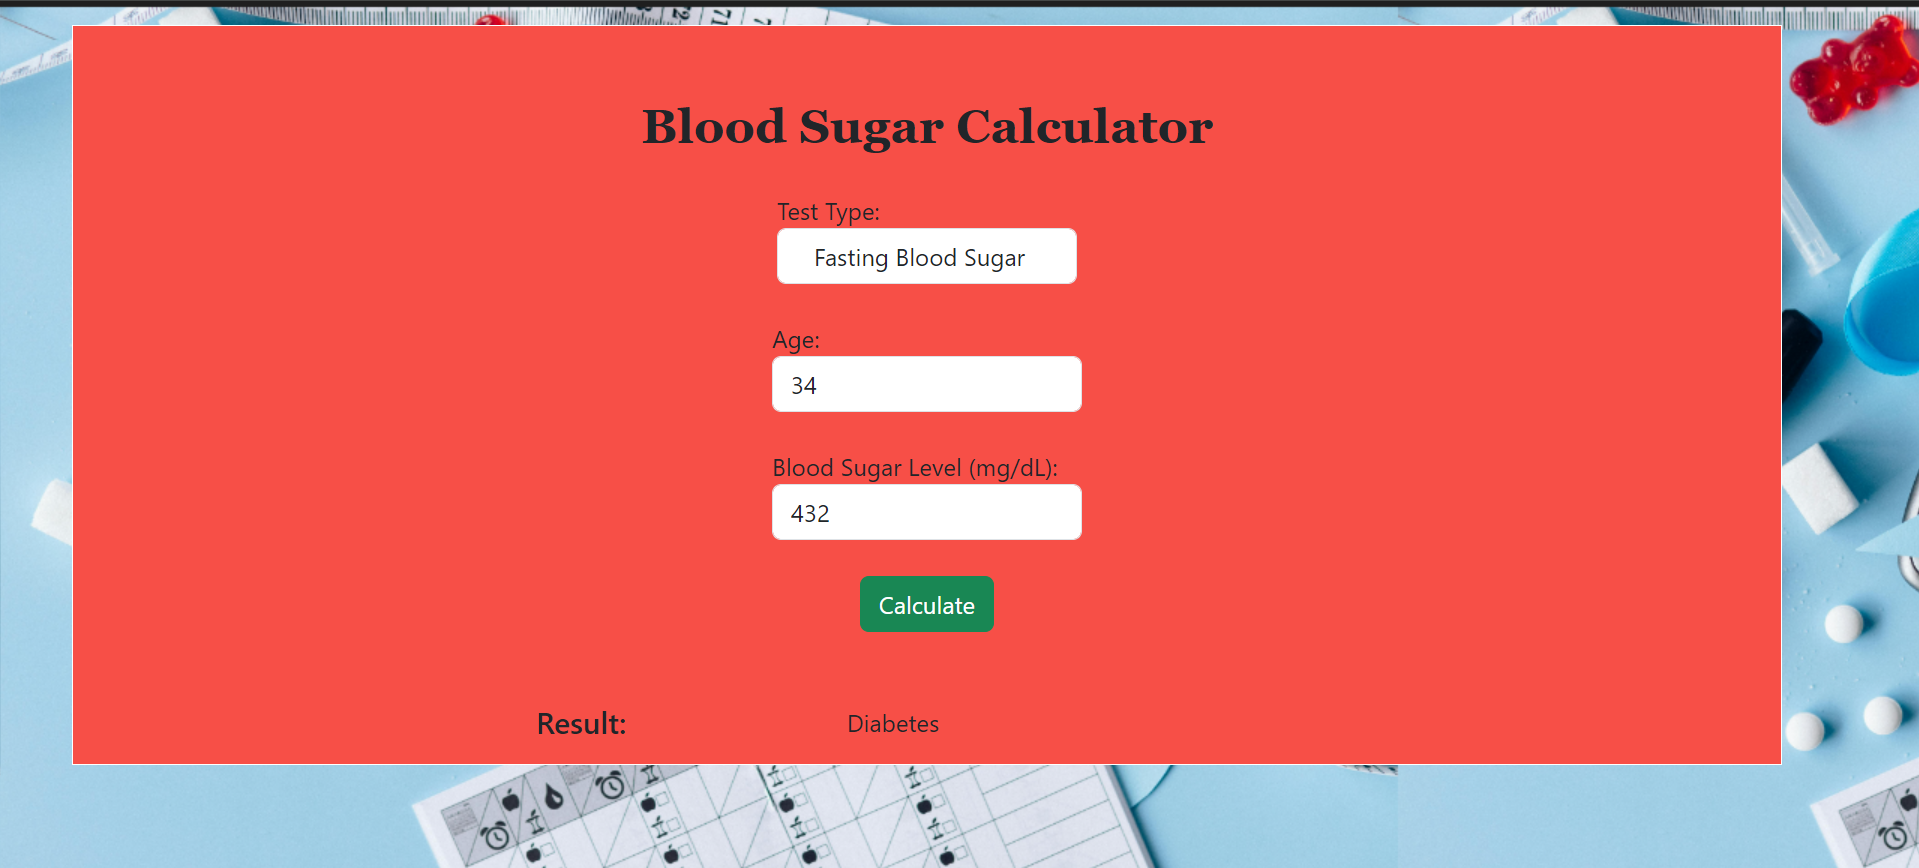 Blood Sugar Calculator
Test Type:
Fasting Blood Sugar
Age:
34
Blood Sugar Level (mg/dL):
432
Calculate
Result: Diabetes